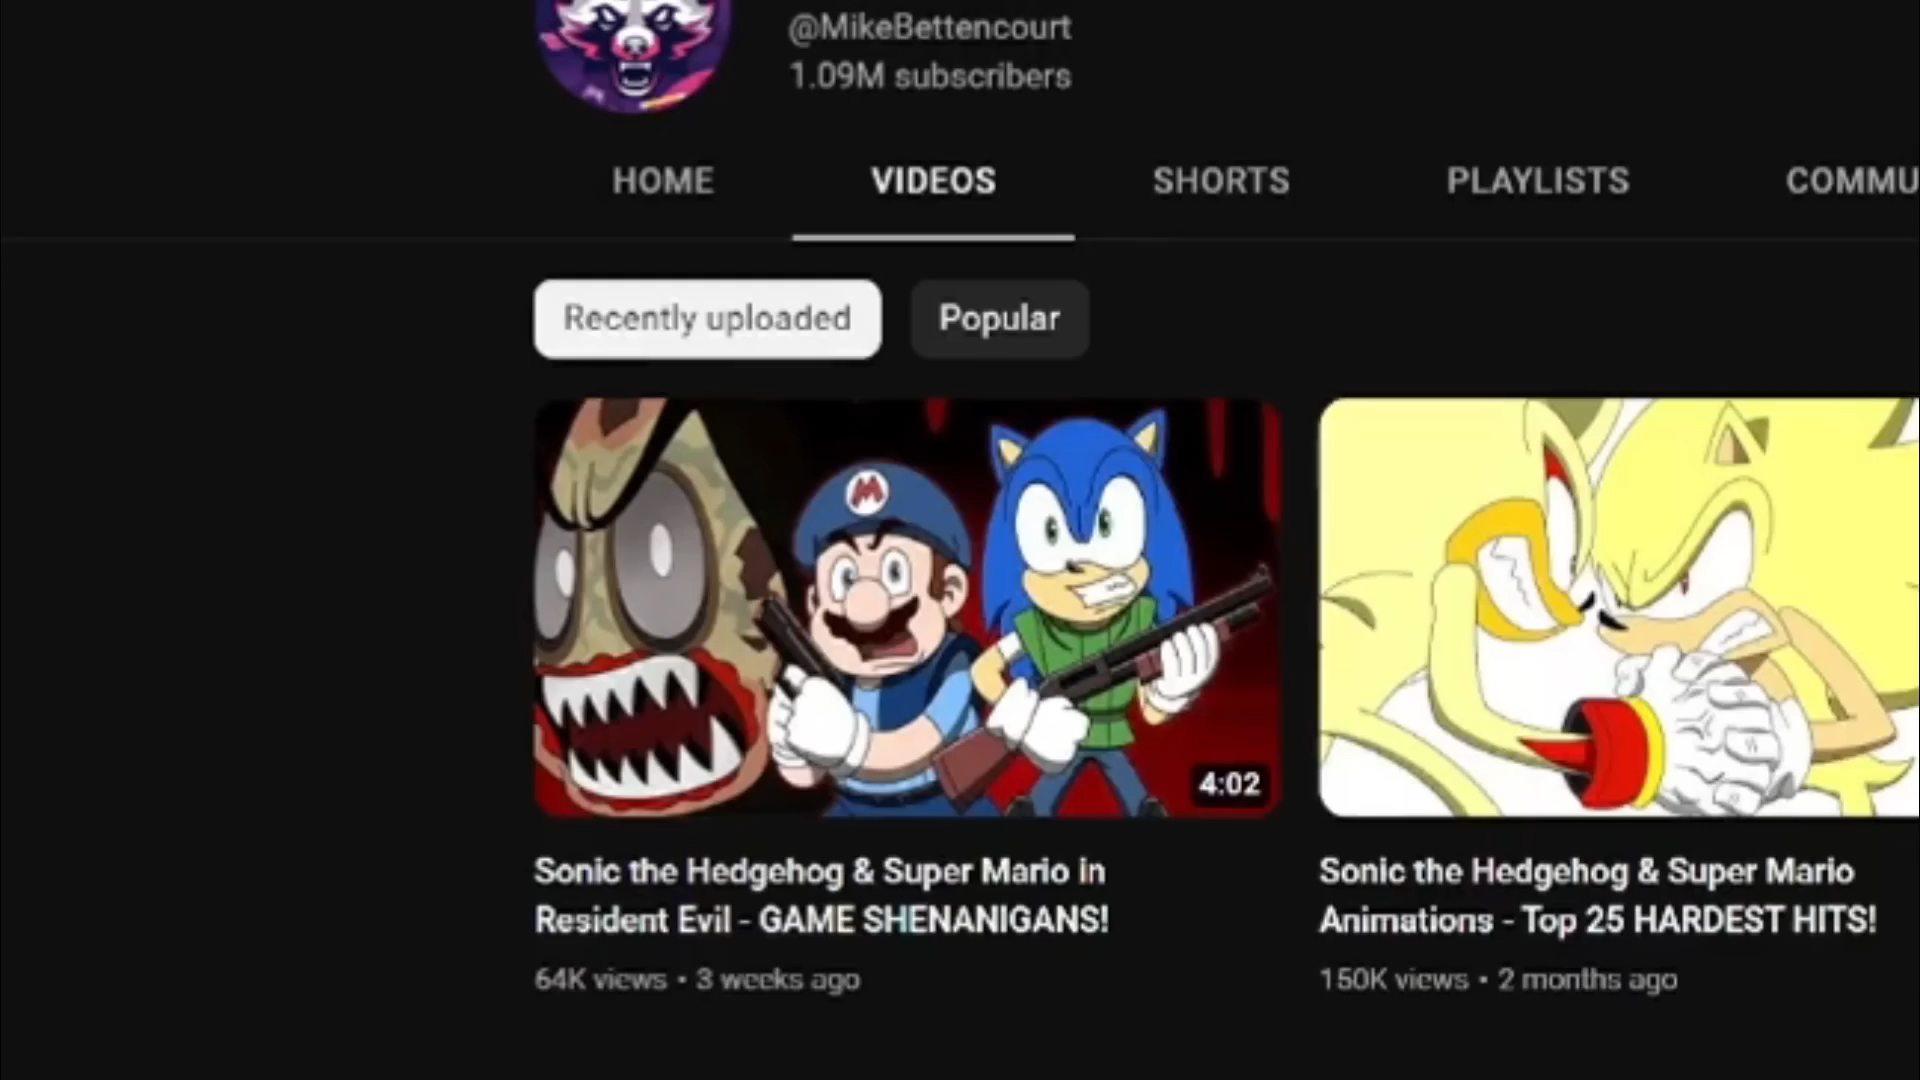 @MikeBettencourt
1.09M subscribers
HOME VIDEOS SHORTS PLAYLISTS COMMU
Recently uploaded Popular
M
4:02
Sonic the Hedgehog & Super Mario in
Resident Evil - GAME SHENANIGANS!
64K views • 3 weeks ago
Sonic the Hedgehog & Super Mario
Animations - Top 25 HARDEST HITS!
150K views • 2 months ago